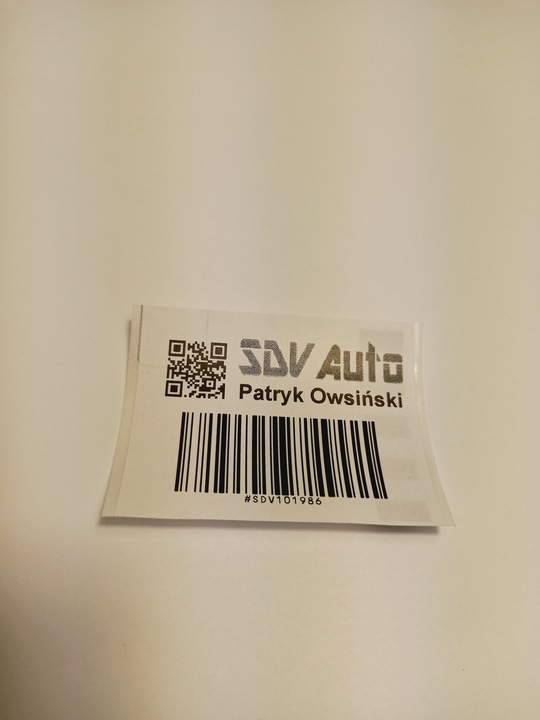 SDV Auto
Patryk Owsiński
#SDV101986